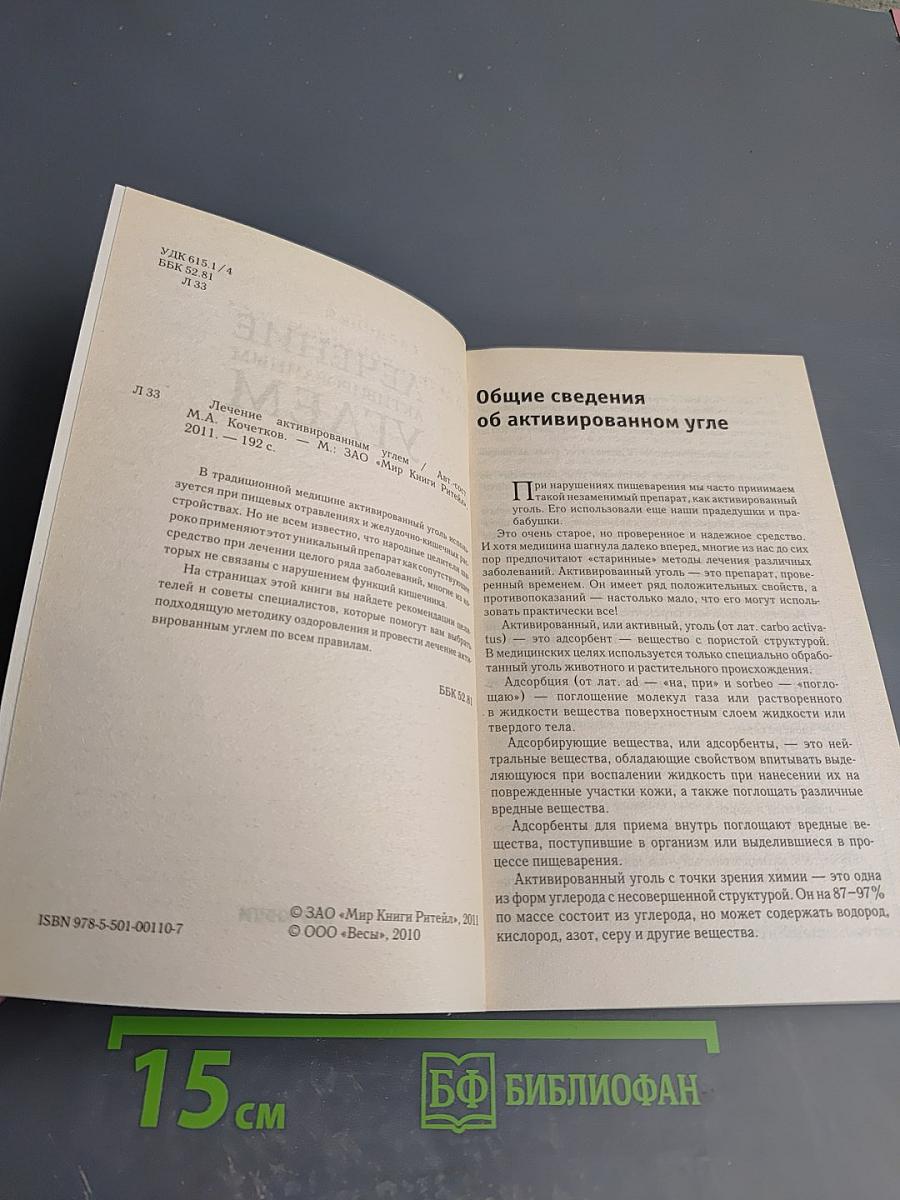 УДК 615.1/4
ББК 52.81
Л 33
Л 33
Лечение активированным углем / Авт.-сост.
М.А. Кочетков. — М.: ЗАО «Мир Книги Ритейл»,
2011. — 192 с.
В традиционной медицине активированный уголь исполь-
зуется при пищевых отравлениях и желудочно-кишечных рас-
стройствах. Но не всем известно, что народные целители ши-
роко применяют этот уникальный препарат как сопутствующее
средство при лечении целого ряда заболеваний, многие из ко-
торых не связаны с нарушением функций кишечника.
На страницах этой книги вы найдете рекомендации цели-
телей и советы специалистов, которые помогут вам выбрать
подходящую методику оздоровления и провести лечение акти-
вированным углем по всем правилам.
ББК 52.81
ISBN 978-5-501-00110-7
© ЗАО «Мир Книги Ритейл», 2011
© ООО «Весы», 2010
Общие сведения
об активированном угле
При нарушениях пищеварения мы часто принимаем
такой незаменимый препарат, как активированный
уголь. Его использовали еще наши прадедушки и пра-
бабушки.
Это очень старое, но проверенное и надежное средство.
И хотя медицина шагнула далеко вперед, многие из нас до сих
пор предпочитают «старинные» методы лечения различных
заболеваний. Активированный уголь — это препарат, прове-
ренный временем. Он имеет ряд положительных свойств, а
противопоказаний — настолько мало, что его могут исполь-
зовать практически все!
Активированный, или активный, уголь (от лат. carbo activa-
tus) — это адсорбент — вещество с пористой структурой.
В медицинских целях используется только специально обрабо-
танный уголь животного и растительного происхождения.
Адсорбция (от лат. ad — «на, при» и sorbeo — «погло-
щаю») — поглощение молекул газа или растворенного
в жидкости вещества поверхностным слоем жидкости или
твердого тела.
Адсорбирующие вещества, или адсорбенты, — это ней-
тральные вещества, обладающие свойством впитывать выде-
ляющуюся при воспалении жидкость при нанесении их на
поврежденные участки кожи, а также поглощать различные
вредные вещества.
Адсорбенты для приема внутрь поглощают вредные ве-
щества, поступившие в организм или выделившиеся в про-
цессе пищеварения.
Активированный уголь с точки зрения химии — это одна
из форм углерода с несовершенной структурой. Он на 87–97%
по массе состоит из углерода, но может содержать водород,
кислород, азот, серу и другие вещества.
15 см
БФ БИБЛИОФАН